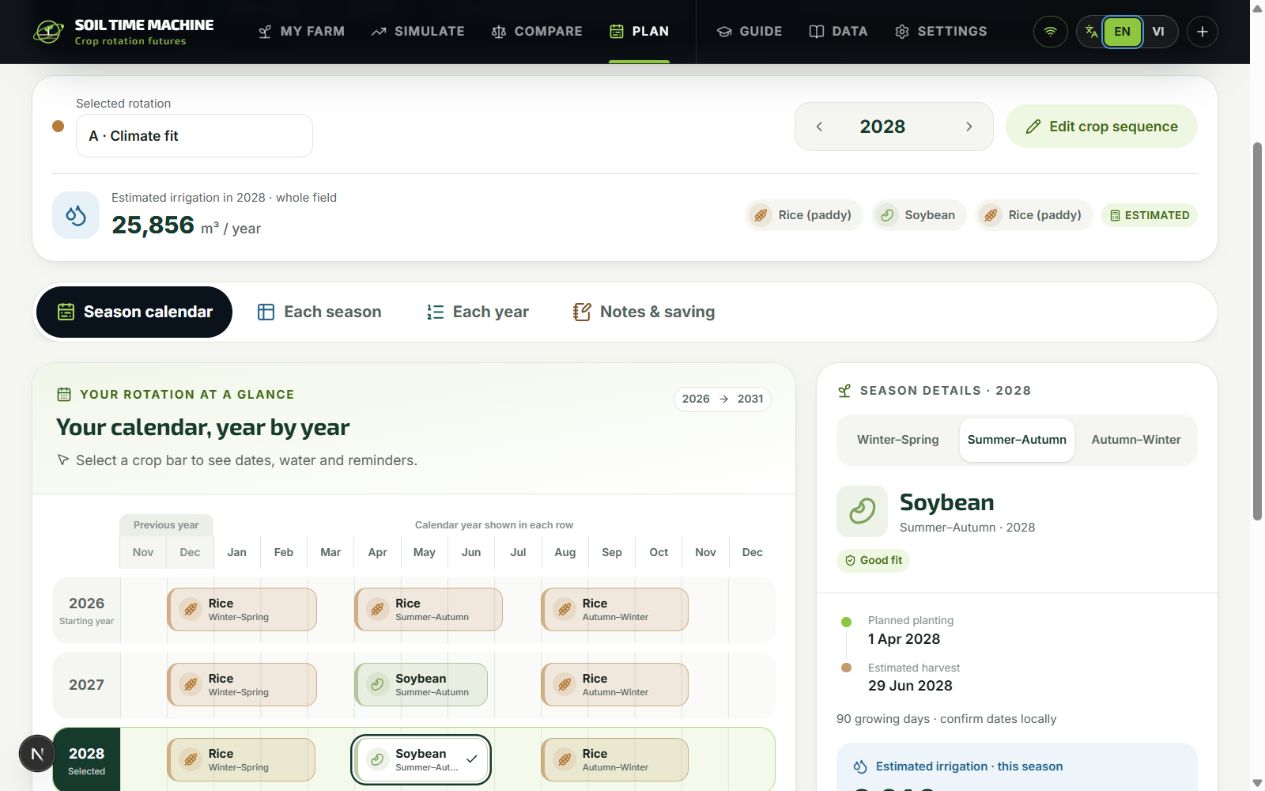 SOIL TIME MACHINE
Crop rotation futures
MY FARM
SIMULATE
COMPARE
PLAN
GUIDE
DATA
SETTINGS
EN
VI
Selected rotation
A · Climate fit
2028
Edit crop sequence
Estimated irrigation in 2028 · whole field
25,856 m³ / year
Rice (paddy)
Soybean
Rice (paddy)
ESTIMATED
Season calendar
Each season
Each year
Notes & saving
YOUR ROTATION AT A GLANCE
2026 → 2031
Your calendar, year by year
Select a crop bar to see dates, water and reminders.
Previous year
Calendar year shown in each row
Nov Dec Jan Feb Mar Apr May Jun Jul Aug Sep Oct Nov Dec
2026
Starting year
Rice
Winter–Spring
Rice
Summer–Autumn
Rice
Autumn–Winter
2027
Rice
Winter–Spring
Soybean
Summer–Autumn
Rice
Autumn–Winter
N
2028
Selected
Rice
Winter–Spring
Soybean
Summer–Aut...
Rice
Autumn–Winter
SEASON DETAILS · 2028
Winter–Spring
Summer–Autumn
Autumn–Winter
Soybean
Summer–Autumn · 2028
Good fit
Planned planting
1 Apr 2028
Estimated harvest
29 Jun 2028
90 growing days · confirm dates locally
Estimated irrigation · this season